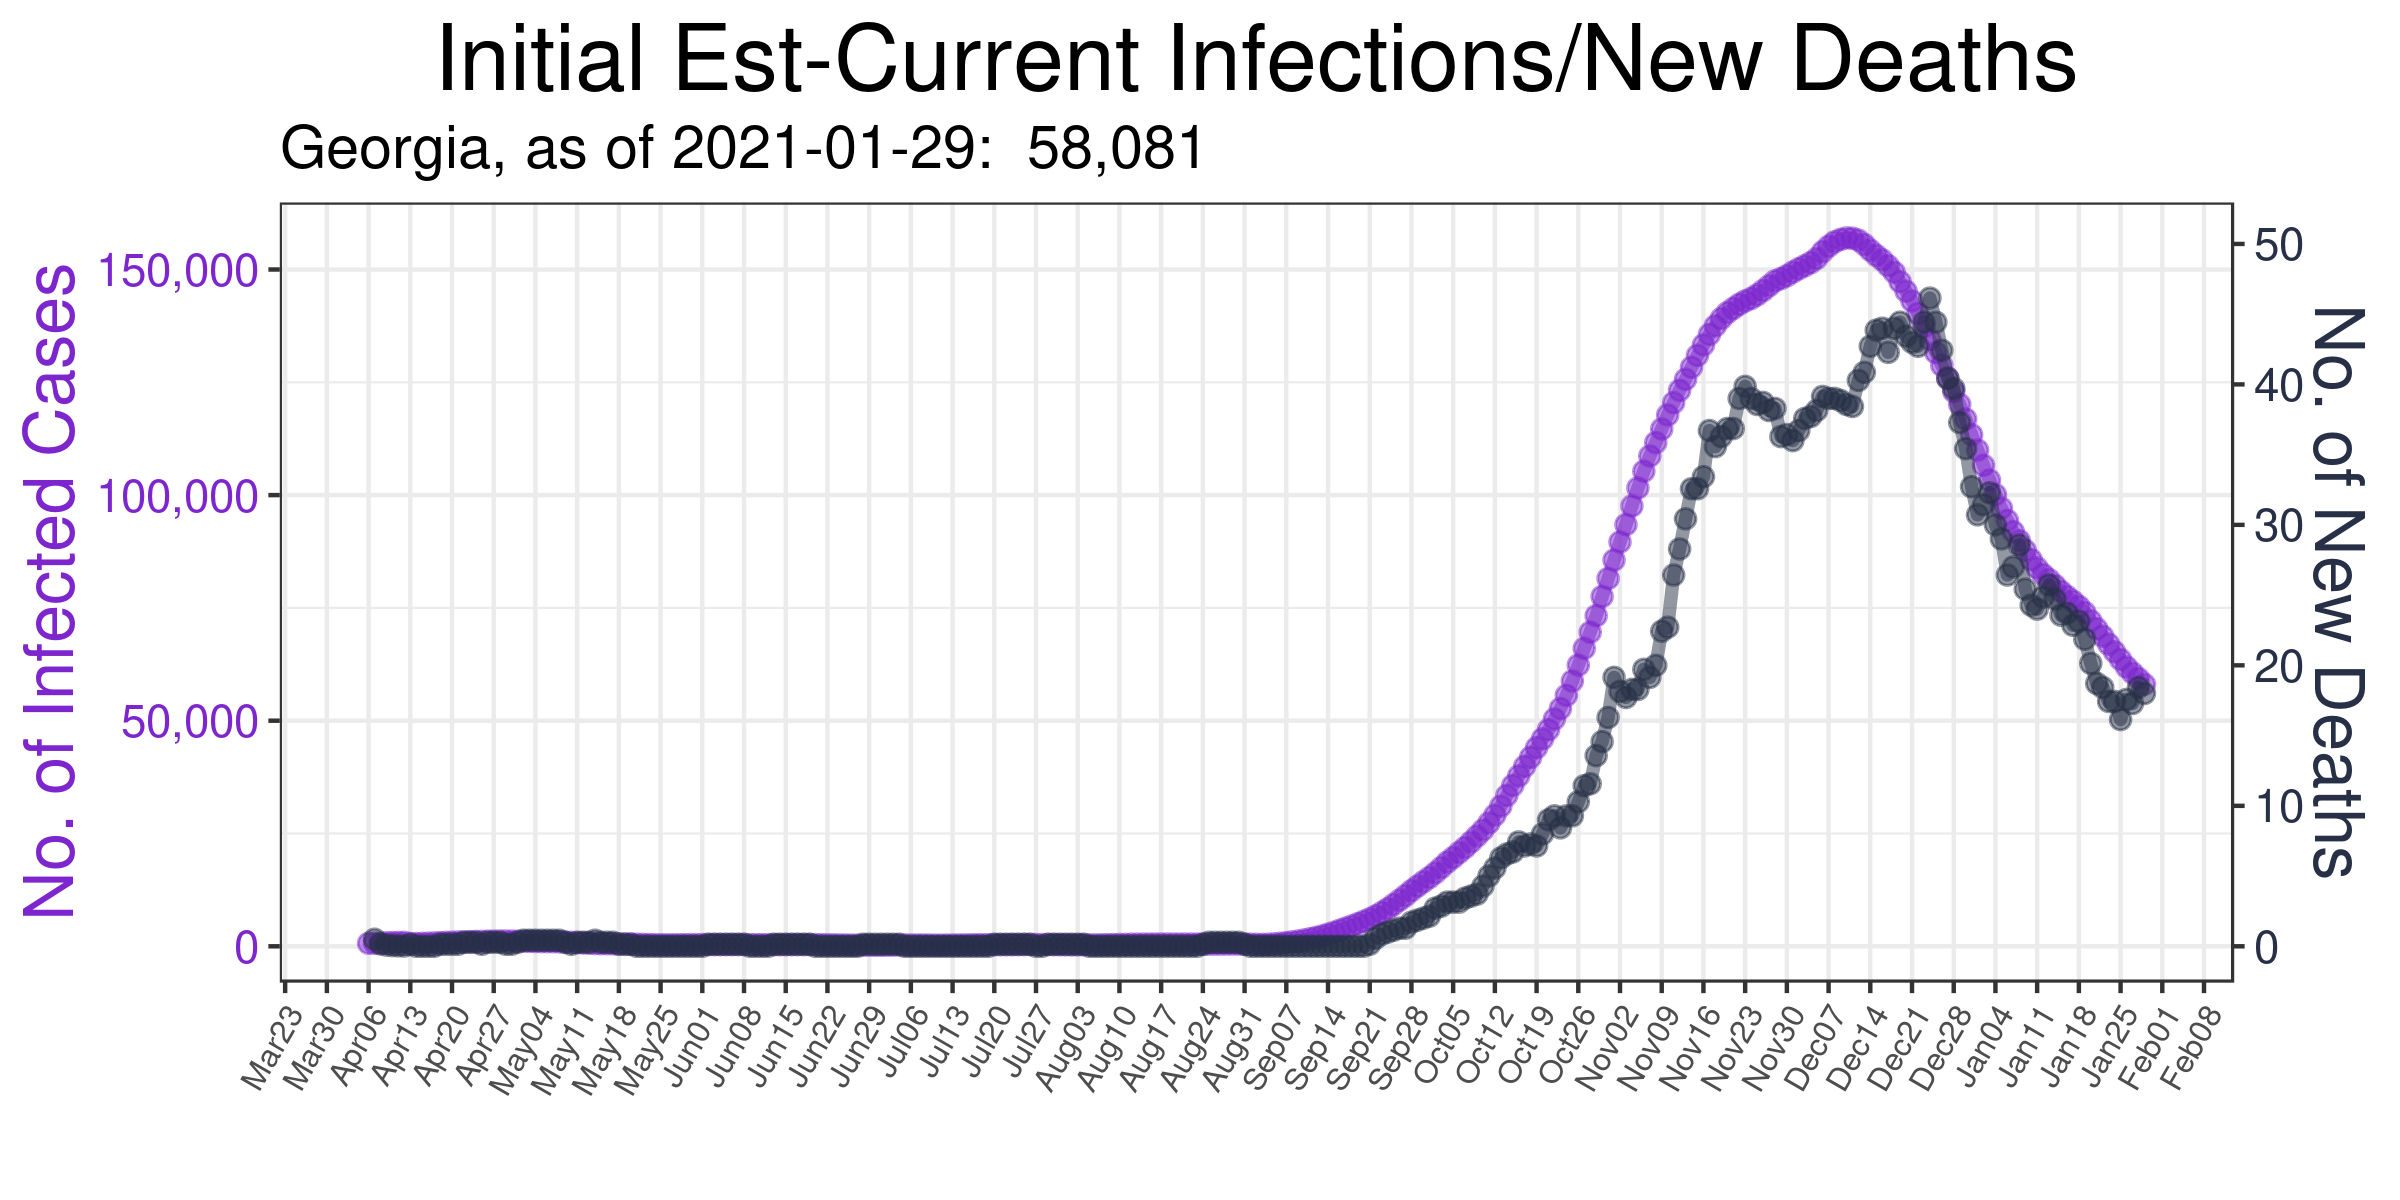 Initial Est-Current Infections/New Deaths
Georgia, as of 2021-01-29:  58,081
No. of Infected Cases
150,000
100,000
50,000
0
50
40
30
20
10
0
No. of New Deaths
Mar23
Mar30
Apr06
Apr13
Apr20
Apr27
May04
May11
May18
May25
Jun01
Jun08
Jun15
Jun22
Jun29
Jul06
Jul13
Jul20
Jul27
Aug03
Aug10
Aug17
Aug24
Aug31
Sep07
Sep14
Sep21
Sep28
Oct05
Oct12
Oct19
Oct26
Nov02
Nov09
Nov16
Nov23
Nov30
Dec07
Dec14
Dec21
Dec28
Jan04
Jan11
Jan18
Jan25
Feb01
Feb08